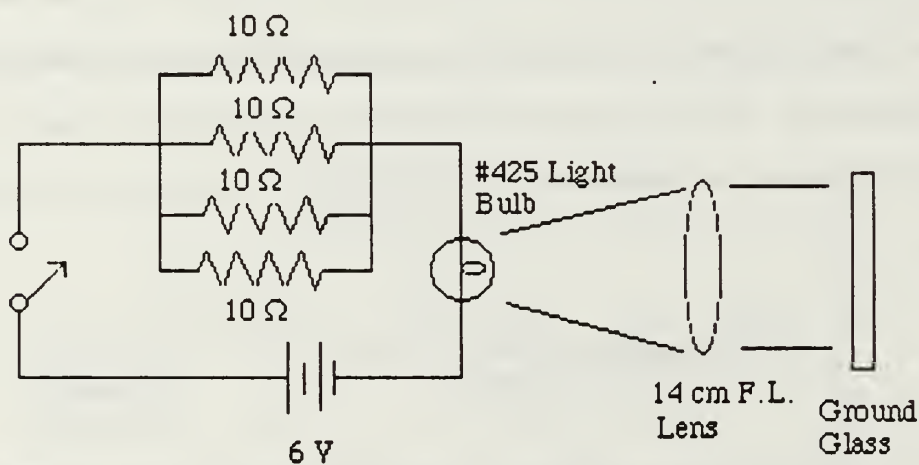 10 Ω
10 Ω
10 Ω
10 Ω
#425 Light
Bulb
6 V
14 cm F.L.
Lens
Ground
Glass